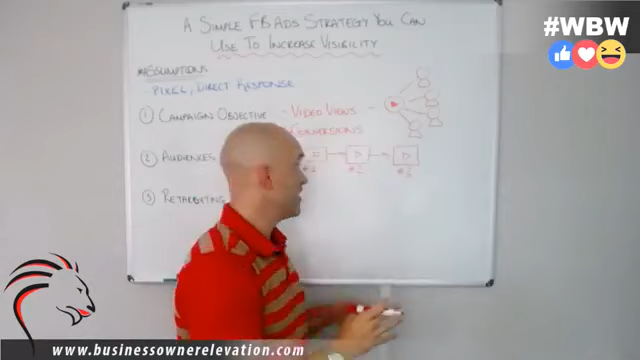 #WBW
A SIMPLE FB ADS STRATEGY YOU CAN
USE TO INCREASE VISIBILITY
*ASSUMPTIONS
- PIXEL, DIRECT RESPONSE
① CAMPAIGN OBJECTIVE - VIDEO VIEWS -
CONVERSIONS
② AUDIENCES
#2 #3
③ RETARGETING
www.businessownerelevation.com